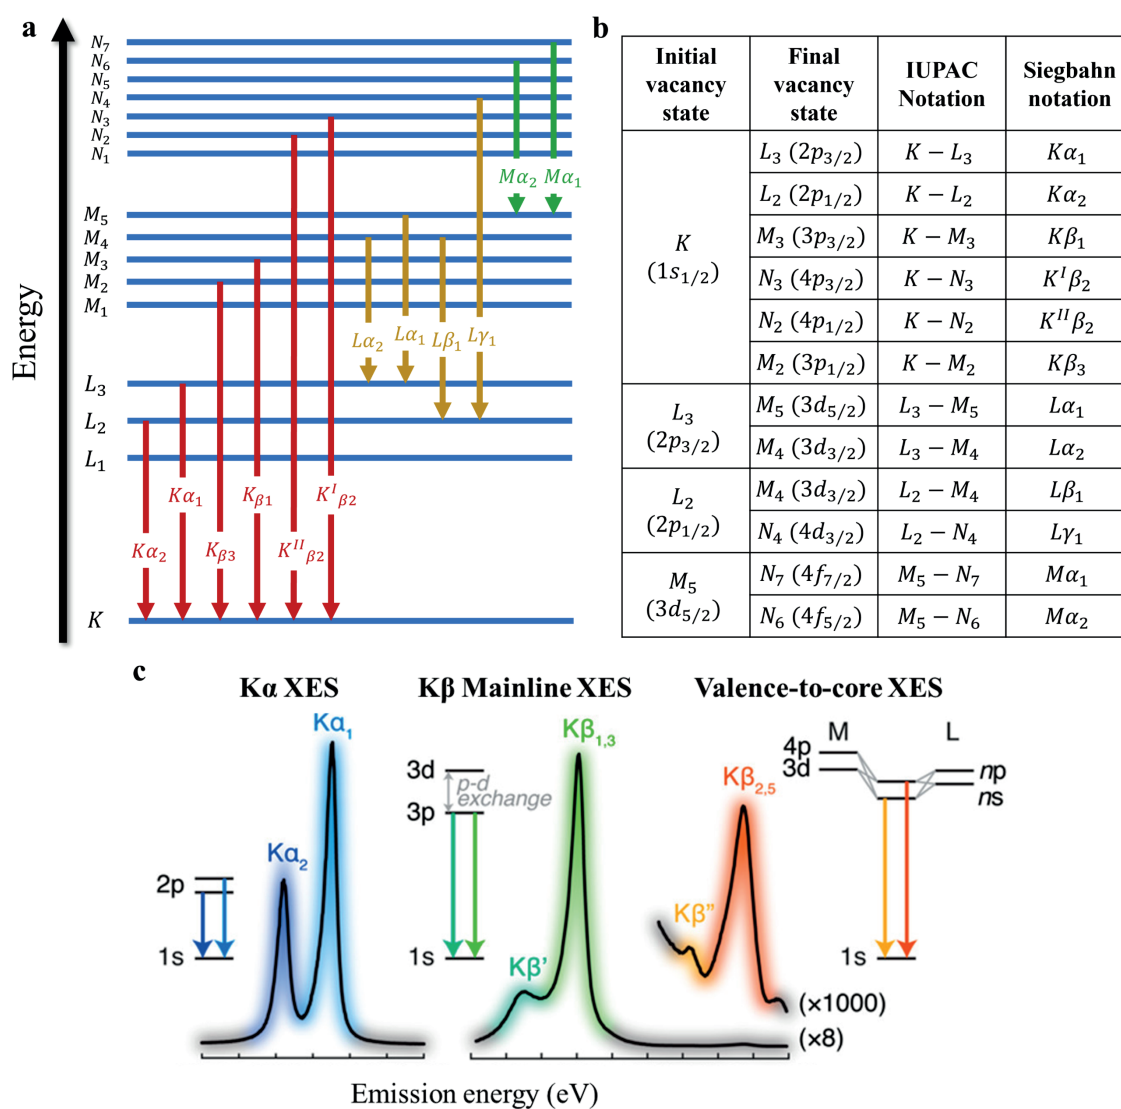 a
Energy
N₇
N₆
N₅
N₄
N₃
N₂
N₁
M₅
M₄
M₃
M₂
M₁
L₃
L₂
L₁
K
Mα₂
Mα₁
Lα₂
Lα₁
Lβ₁
Lγ₁
Kα₂
Kα₁
K_β3
K_β1
K^II_β2
K^I_β2
b
Initial vacancy state
Final vacancy state
IUPAC Notation
Siegbahn notation
K (1s₁/₂)
L₃ (2p₃/₂) K − L₃ Kα₁
L₂ (2p₁/₂) K − L₂ Kα₂
M₃ (3p₃/₂) K − M₃ Kβ₁
N₃ (4p₃/₂) K − N₃ K^Iβ₂
N₂ (4p₁/₂) K − N₂ K^IIβ₂
M₂ (3p₁/₂) K − M₂ Kβ₃
L₃ (2p₃/₂)
M₅ (3d₅/₂) L₃ − M₅ Lα₁
M₄ (3d₃/₂) L₃ − M₄ Lα₂
L₂ (2p₁/₂)
M₄ (3d₃/₂) L₂ − M₄ Lβ₁
N₄ (4d₃/₂) L₂ − N₄ Lγ₁
M₅ (3d₅/₂)
N₇ (4f₇/₂) M₅ − N₇ Mα₁
N₆ (4f₅/₂) M₅ − N₆ Mα₂
c
Kα XES
Kα₁
Kα₂
2p
1s
Kβ Mainline XES
Kβ₁,₃
3d
p-d
exchange
3p
1s
Kβ'
Valence-to-core XES
Kβ₂,₅
Kβ"
M
L
4p
3d
np
ns
1s
(×1000)
(×8)
Emission energy (eV)